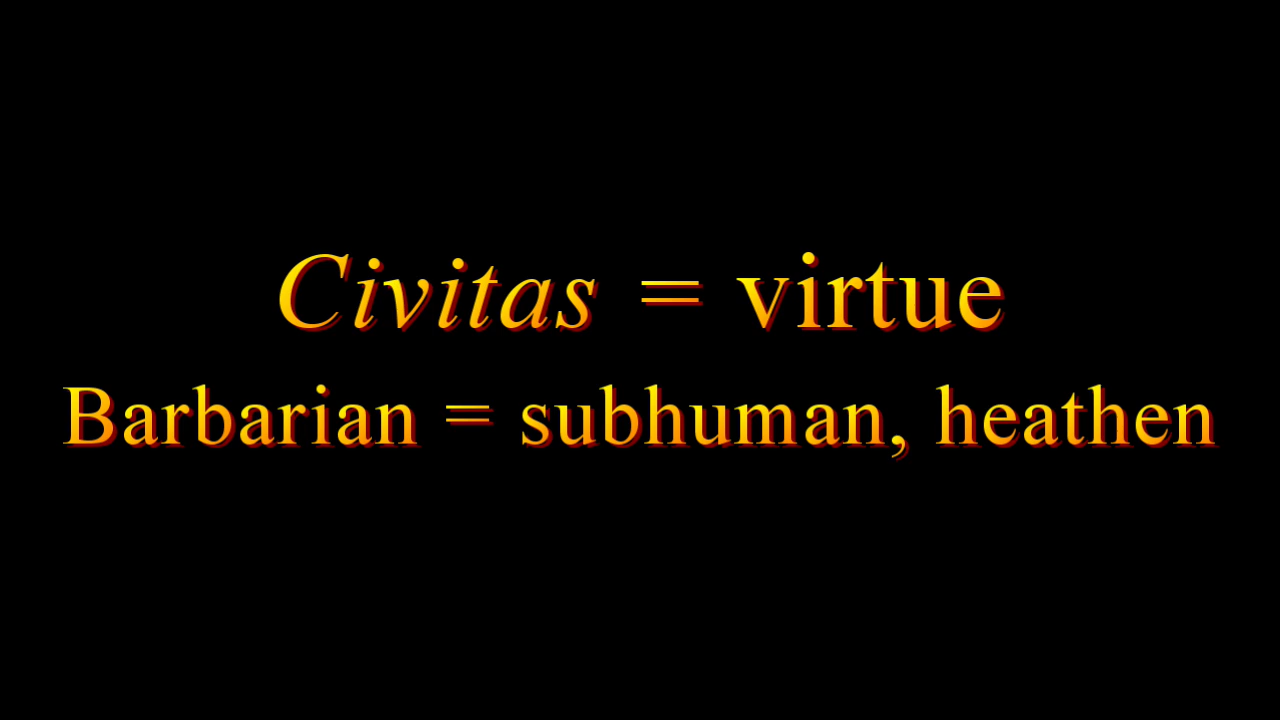 Civitas = virtue
Barbarian = subhuman, heathen